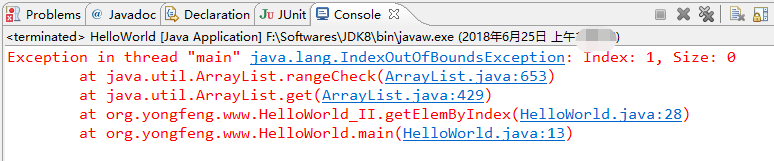 Problems @ Javadoc Declaration JU JUnit Console
<terminated> HelloWorld [Java Application] F:\Softwares\JDK8\bin\javaw.exe (2018年6月25日 上午
Exception in thread "main" java.lang.IndexOutOfBoundsException: Index: 1, Size: 0
at java.util.ArrayList.rangeCheck(ArrayList.java:653)
at java.util.ArrayList.get(ArrayList.java:429)
at org.yongfeng.www.HelloWorld_II.getElemByIndex(HelloWorld.java:28)
at org.yongfeng.www.HelloWorld.main(HelloWorld.java:13)